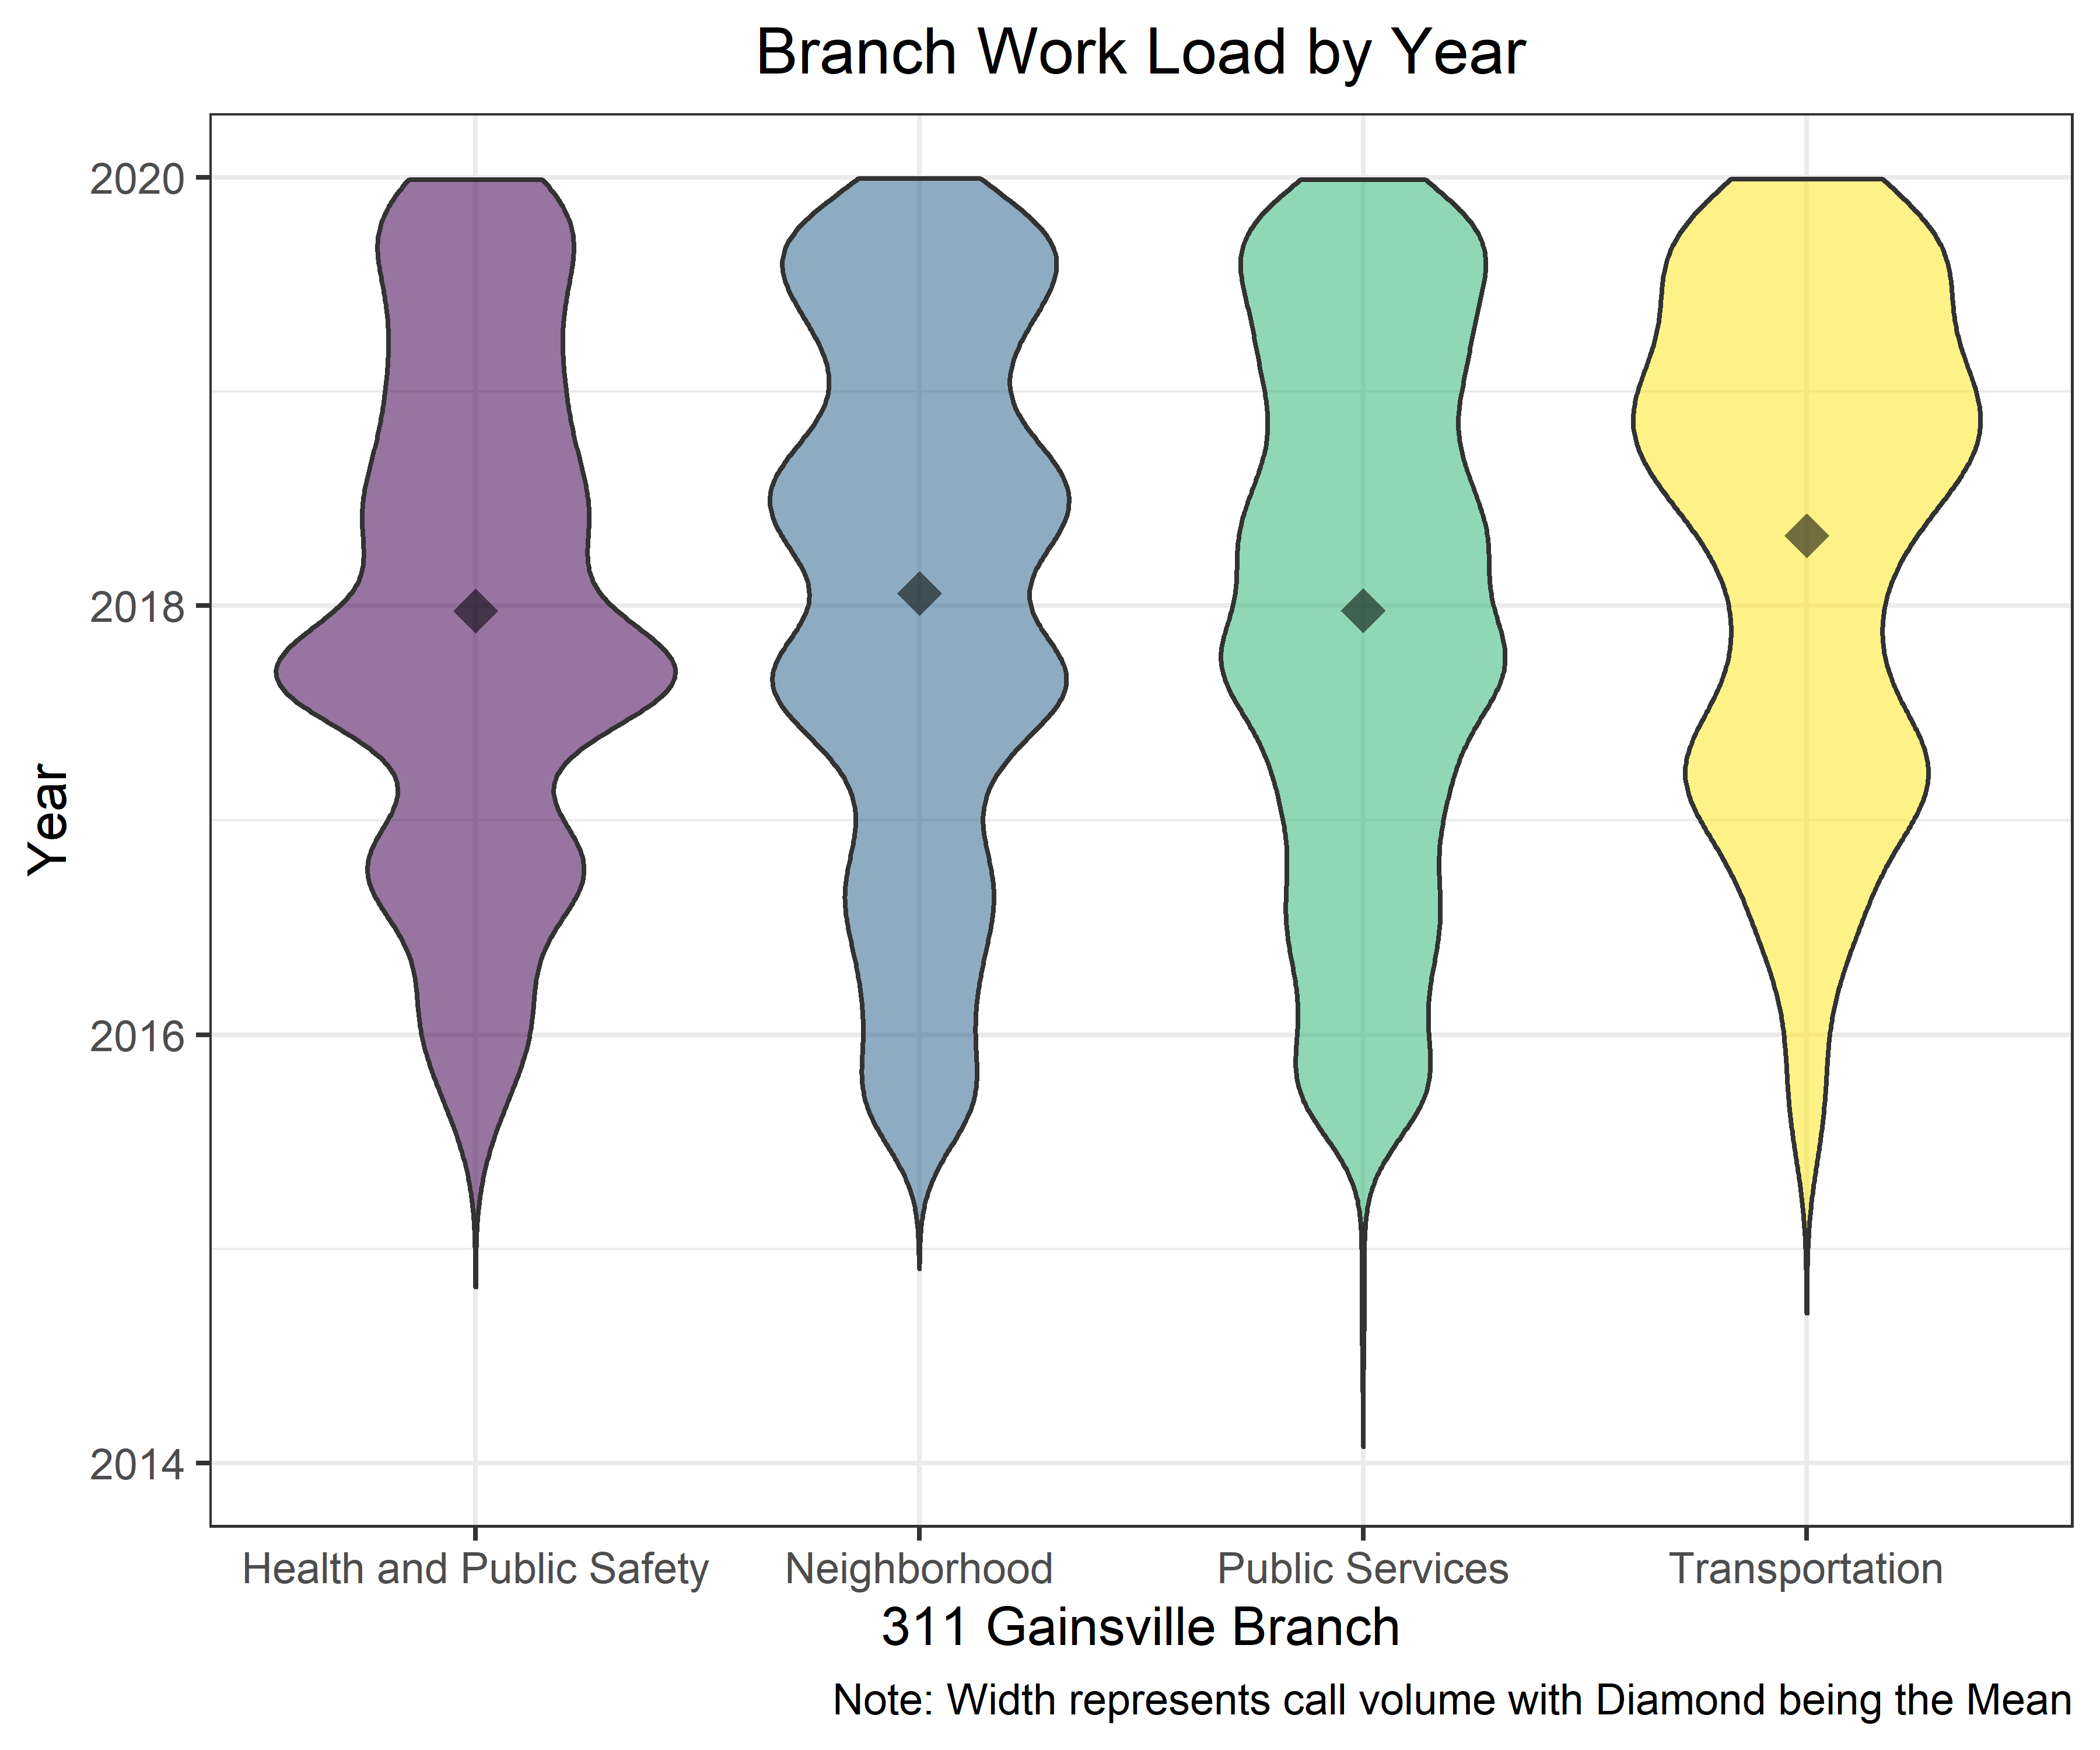 Branch Work Load by Year
2020
2018
2016
2014
Year
Health and Public Safety
Neighborhood
Public Services
Transportation
311 Gainsville Branch
Note: Width represents call volume with Diamond being the Mean